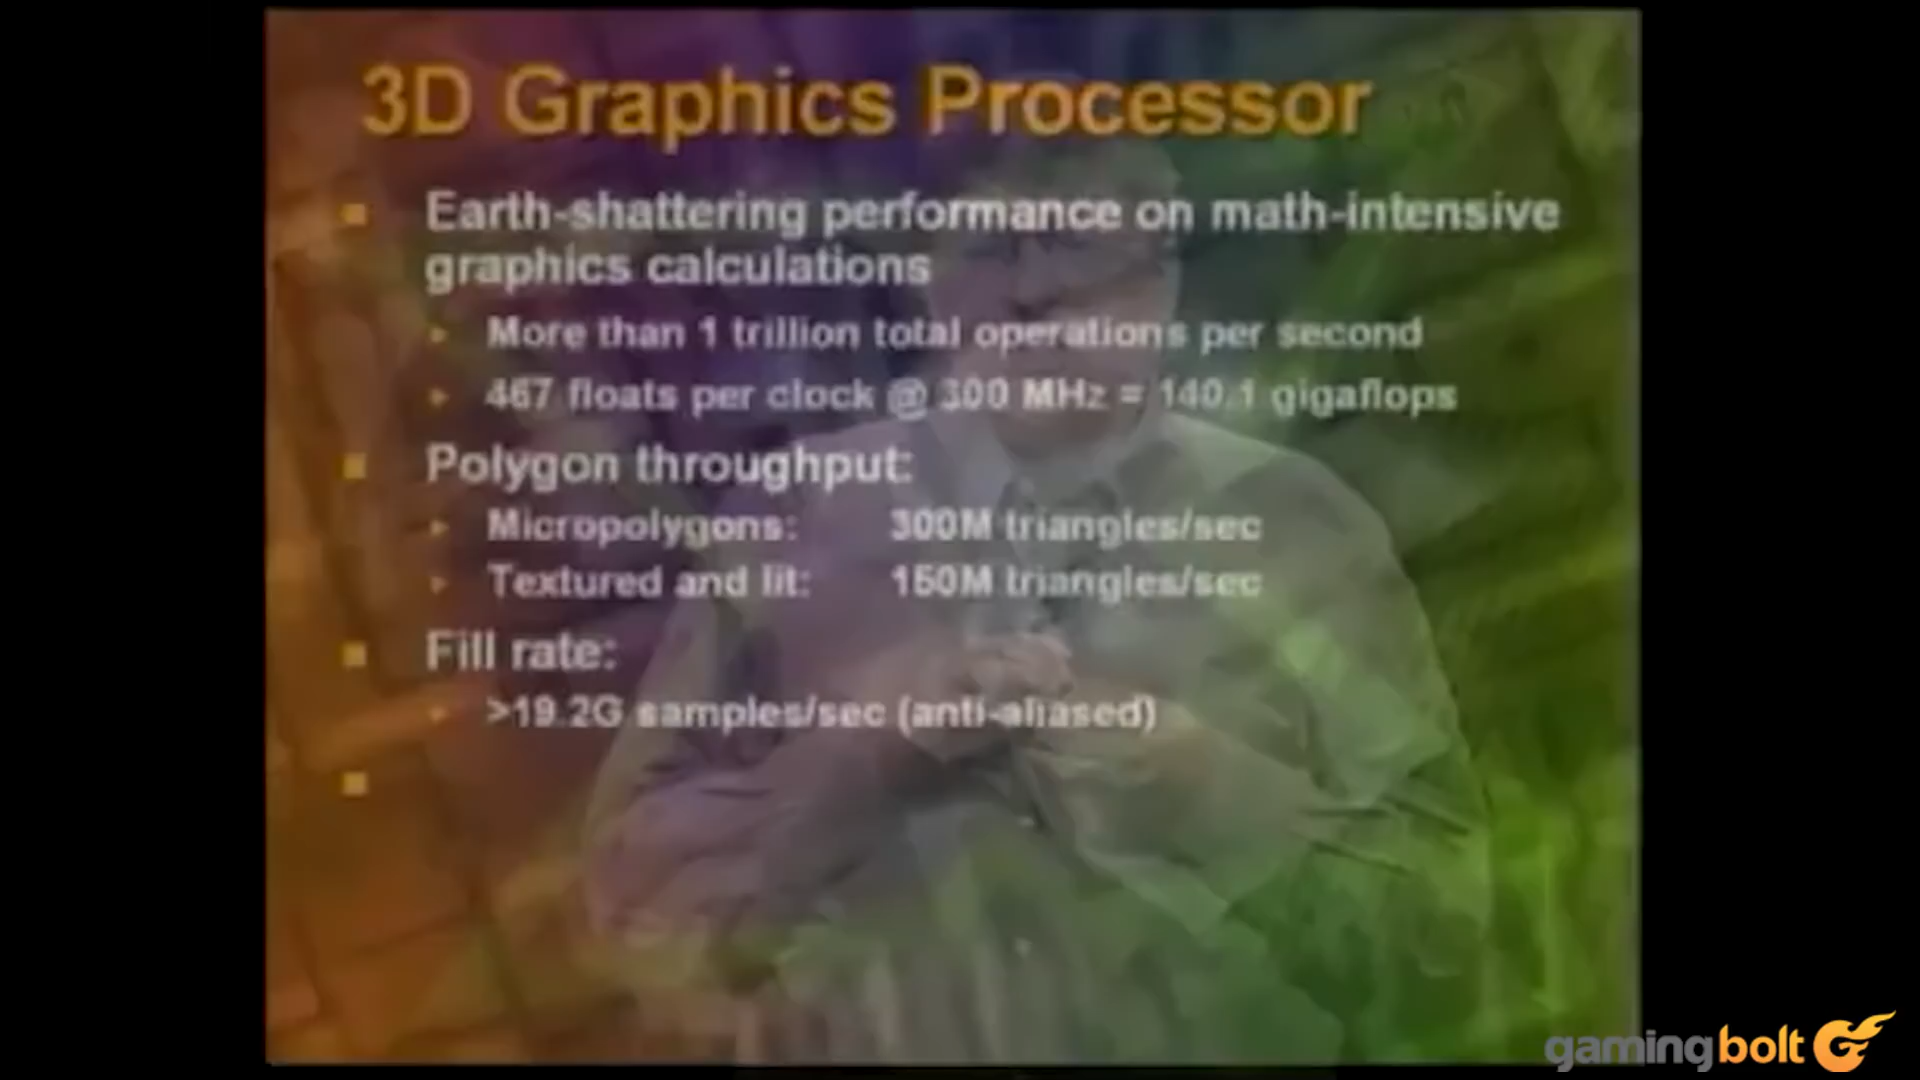 3D Graphics Processor
Earth-shattering performance on math-intensive
graphics calculations
More than 1 trillion total operations per second
467 floats per clock @ 300 MHz = 140.1 gigaflops
Polygon throughput:
Micropolygons: 300M triangles/sec
Textured and lit: 150M triangles/sec
Fill rate:
>19.2G samples/sec (anti-aliased)
gamingbolt